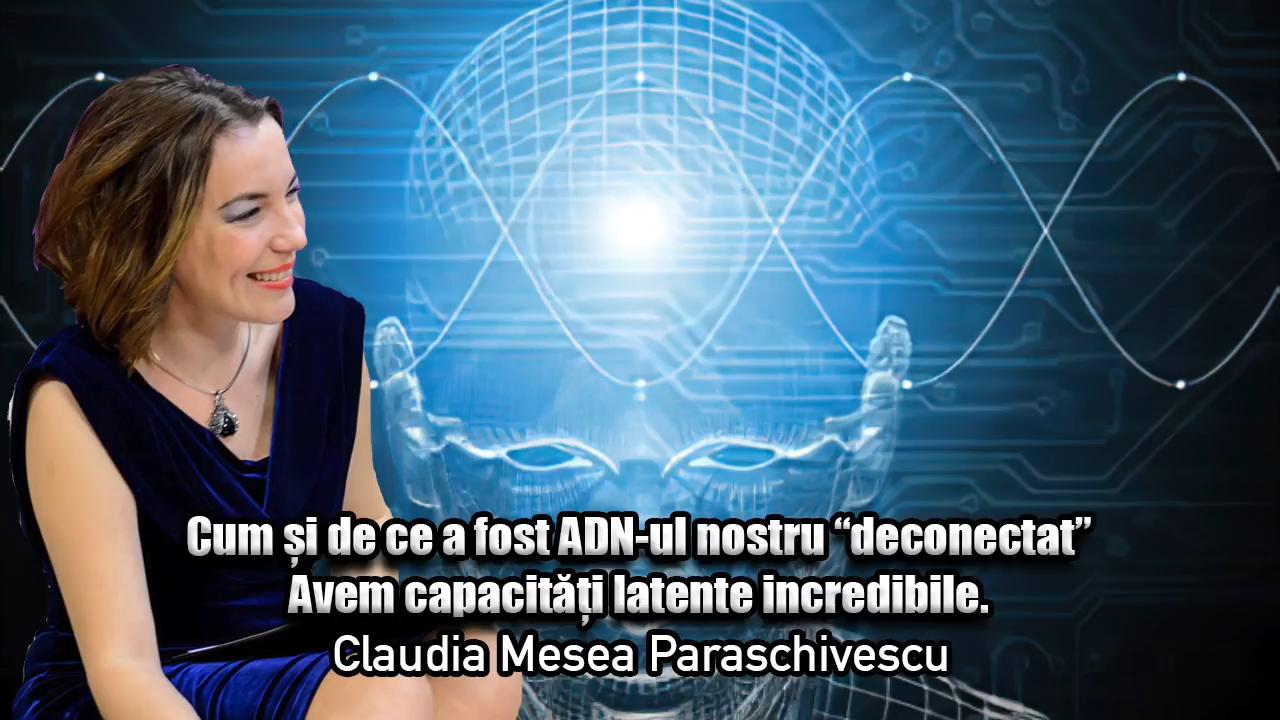 Cum și de ce a fost ADN-ul nostru “deconectat”
Avem capacități latente incredibile.
Claudia Mesea Paraschivescu